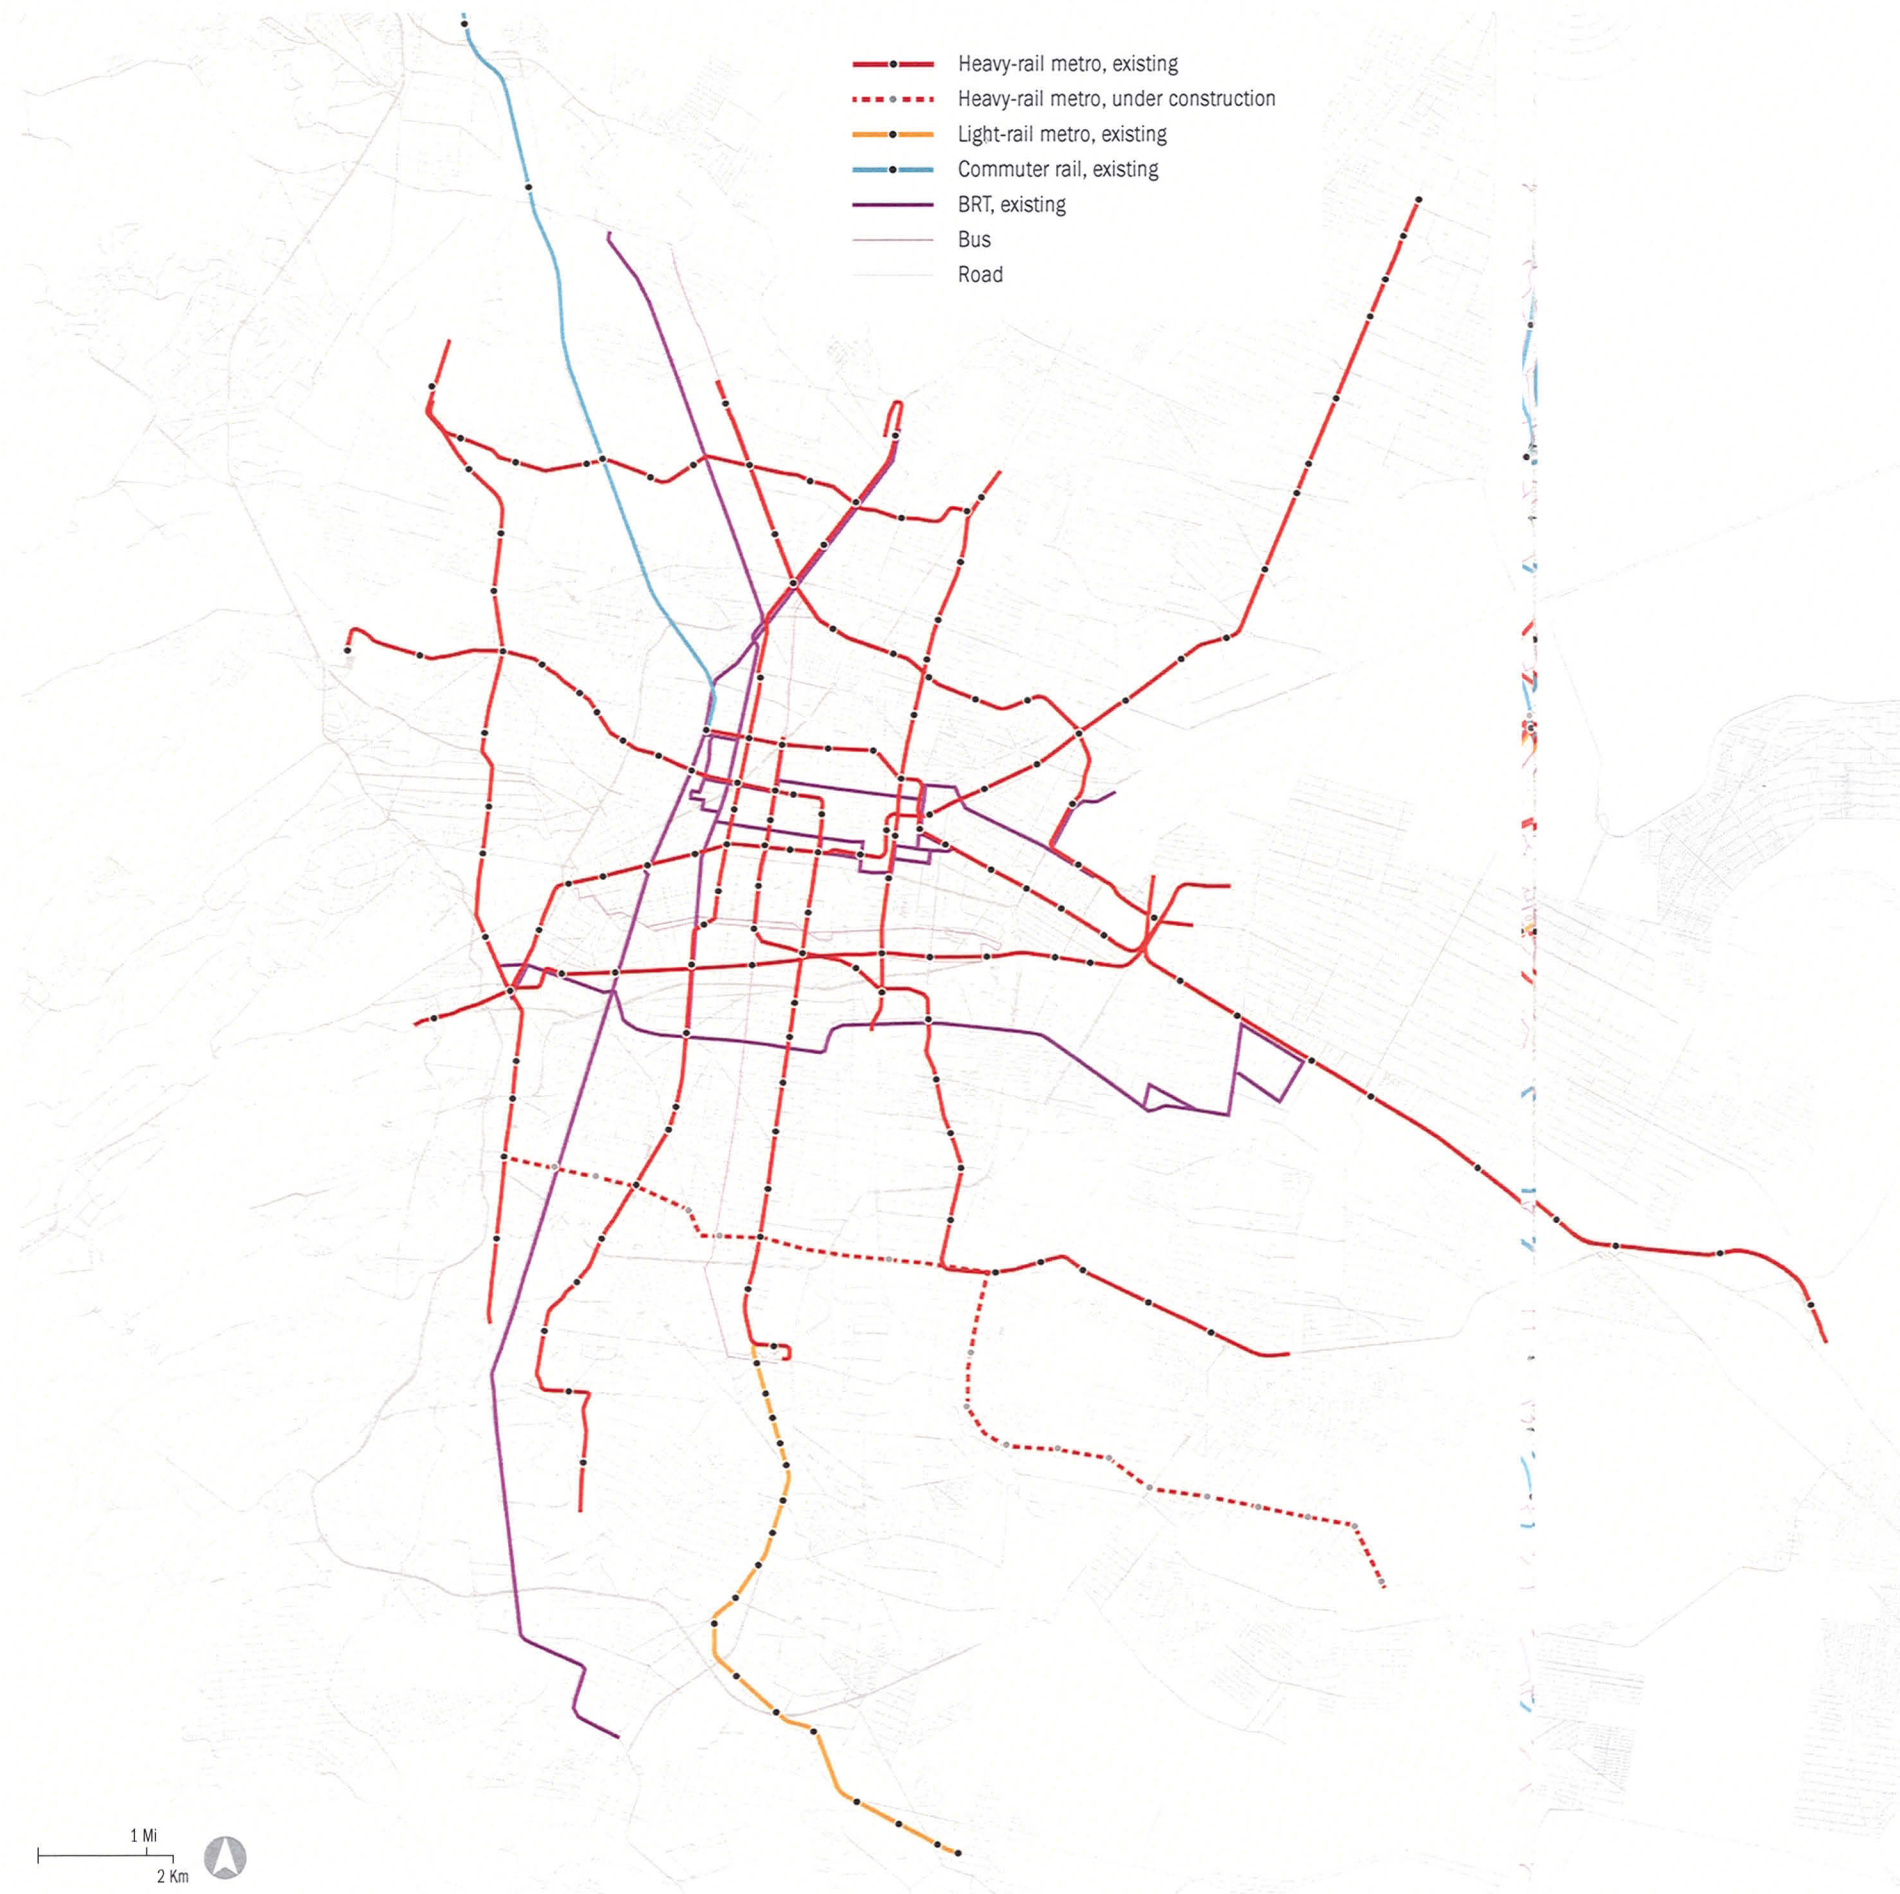 Heavy-rail metro, existing
Heavy-rail metro, under construction
Light-rail metro, existing
Commuter rail, existing
BRT, existing
Bus
Road
1 Mi
2 Km